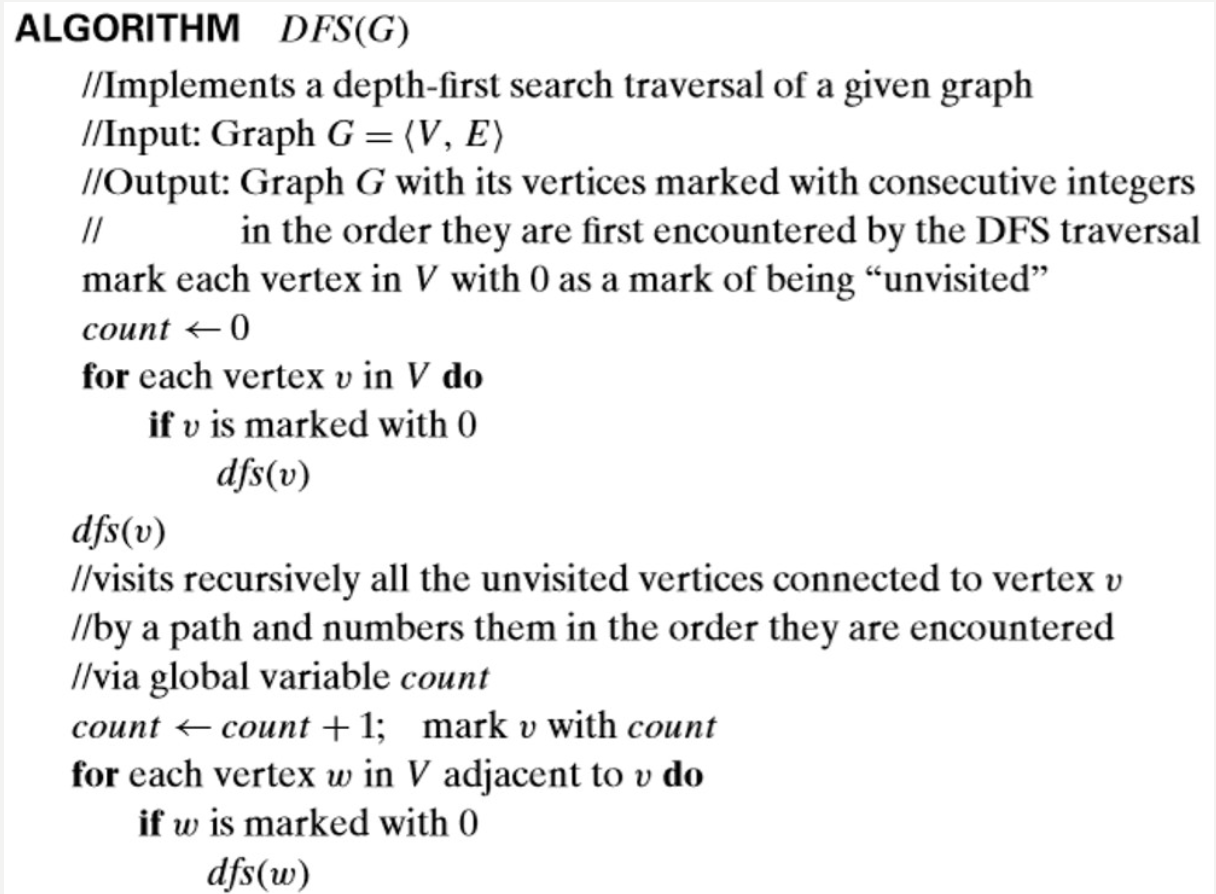 ALGORITHM DFS(G)
//Implements a depth-first search traversal of a given graph
//Input: Graph G = ⟨V, E⟩
//Output: Graph G with its vertices marked with consecutive integers
// in the order they are first encountered by the DFS traversal
mark each vertex in V with 0 as a mark of being “unvisited”
count ← 0
for each vertex v in V do
if v is marked with 0
dfs(v)
dfs(v)
//visits recursively all the unvisited vertices connected to vertex v
//by a path and numbers them in the order they are encountered
//via global variable count
count ← count + 1; mark v with count
for each vertex w in V adjacent to v do
if w is marked with 0
dfs(w)